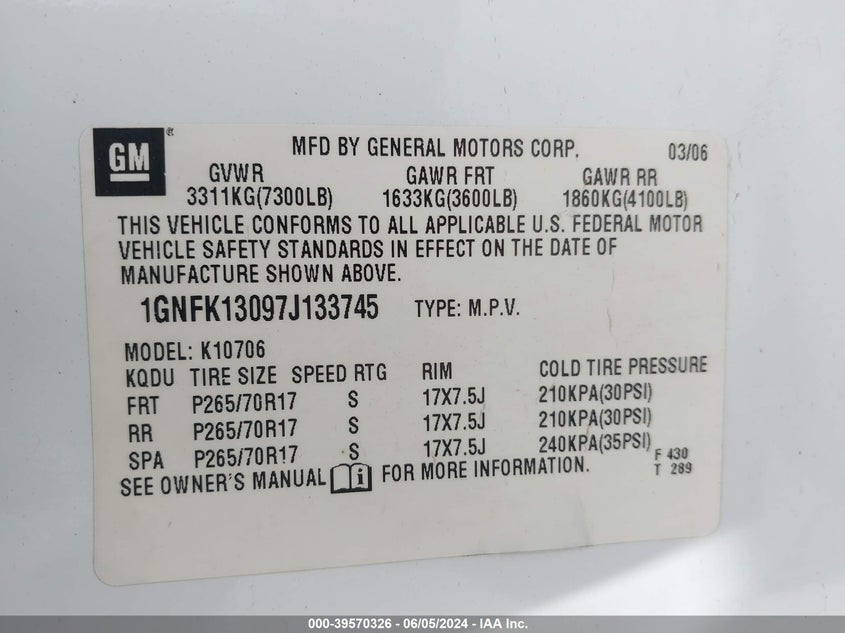 GM®
MFD BY GENERAL MOTORS CORP. 03/06
GVWR GAWR FRT GAWR RR
3311KG(7300LB) 1633KG(3600LB) 1860KG(4100LB)
THIS VEHICLE CONFORMS TO ALL APPLICABLE U.S. FEDERAL MOTOR
VEHICLE SAFETY STANDARDS IN EFFECT ON THE DATE OF
MANUFACTURE SHOWN ABOVE.
1GNFK13097J133745 TYPE: M.P.V.
MODEL: K10706
KQDU TIRE SIZE SPEED RTG RIM COLD TIRE PRESSURE
FRT P265/70R17 S 17X7.5J 210KPA(30PSI)
RR P265/70R17 S 17X7.5J 210KPA(30PSI)
SPA P265/70R17 S 17X7.5J 240KPA(35PSI)
F 430
SEE OWNER'S MANUAL i FOR MORE INFORMATION. T 289
000-39570326 - 06/05/2024 - IAA Inc.